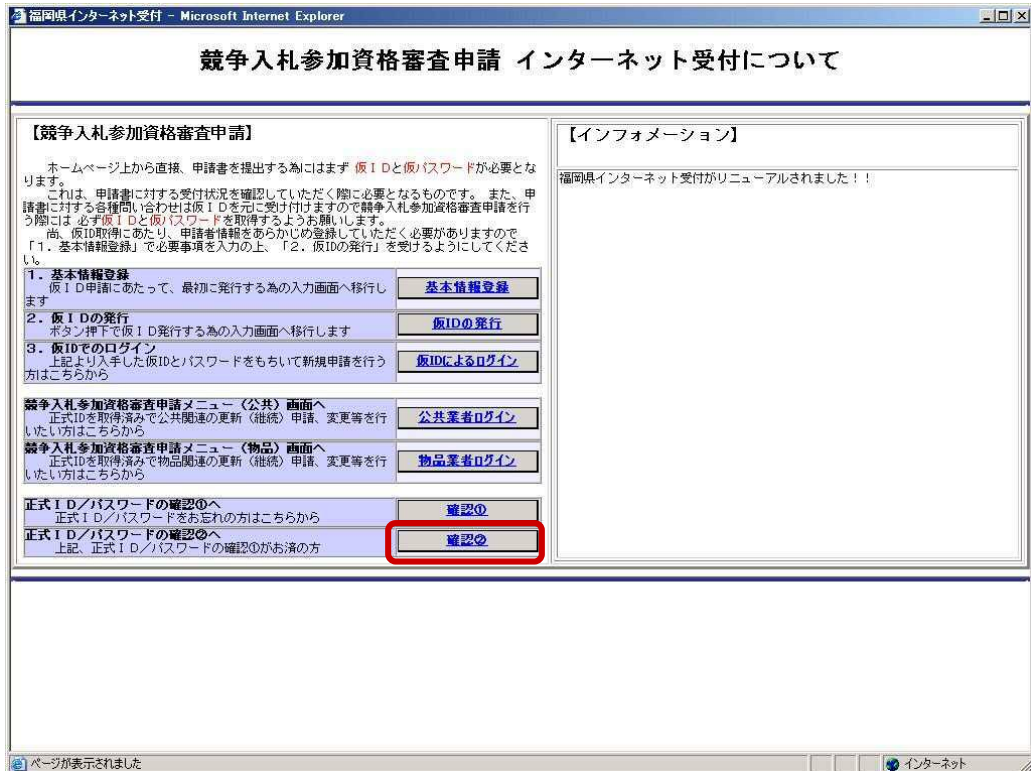 福岡県インターネット受付 - Microsoft Internet Explorer
競争入札参加資格審査申請 インターネット受付について
【競争入札参加資格審査申請】
ホームページ上から直接、申請書を提出する為にはまず 仮ＩＤと仮パスワードが必要とな
ります。
これは、申請書に対する受付状況を確認していただく際に必要となるものです。 また、申
請書に対する各種問い合わせは仮ＩＤを元に受け付けますので競争入札参加資格審査申請を行
う際には 必ず仮ＩＤと仮パスワードを取得するようお願いします。
尚、仮ID取得にあたり、申請者情報をあらかじめ登録していただく必要がありますので
「１．基本情報登録」で必要事項を入力の上、「２．仮IDの発行」を受けるようにしてくださ
い。
１．基本情報登録
仮ＩＤ申請にあたって、最初に発行する為の入力画面へ移行し
ます
基本情報登録
２．仮ＩＤの発行
ボタン押下で仮ＩＤ発行する為の入力画面へ移行します
仮IDの発行
３．仮IDでのログイン
上記より入手した仮IDとパスワードをもちいて新規申請を行う
方はこちらから
仮IDによるログイン
競争入札参加資格審査申請メニュー（公共）画面へ
正式IDを取得済みで公共関連の更新（継続）申請、変更等を行
いたい方はこちらから
公共業者ログイン
競争入札参加資格審査申請メニュー（物品）画面へ
正式IDを取得済みで物品関連の更新（継続）申請、変更等を行
いたい方はこちらから
物品業者ログイン
正式ＩＤ／パスワードの確認①へ
正式ＩＤ／パスワードをお忘れの方はこちらから
確認①
正式ＩＤ／パスワードの確認②へ
上記、正式ＩＤ／パスワードの確認①がお済の方
確認②
【インフォメーション】
福岡県インターネット受付がリニューアルされました！！
ページが表示されました
インターネット